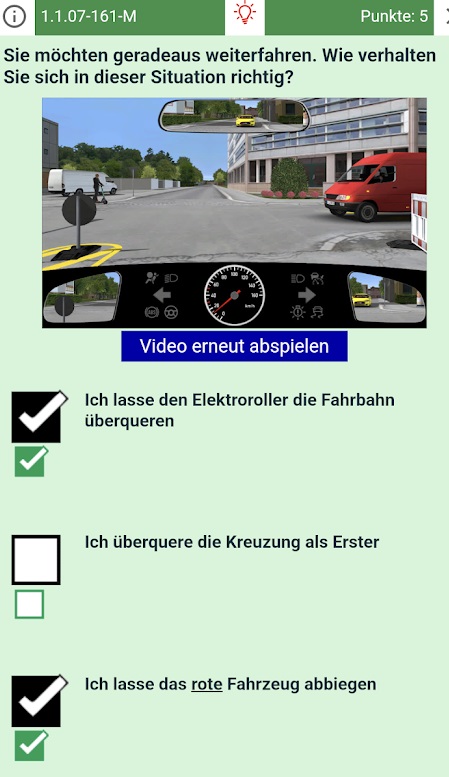 1.1.07-161-M
Punkte: 5
Sie möchten geradeaus weiterfahren. Wie verhalten
Sie sich in dieser Situation richtig?
Video erneut abspielen
Ich lasse den Elektroroller die Fahrbahn
überqueren
Ich überquere die Kreuzung als Erster
Ich lasse das rote Fahrzeug abbiegen